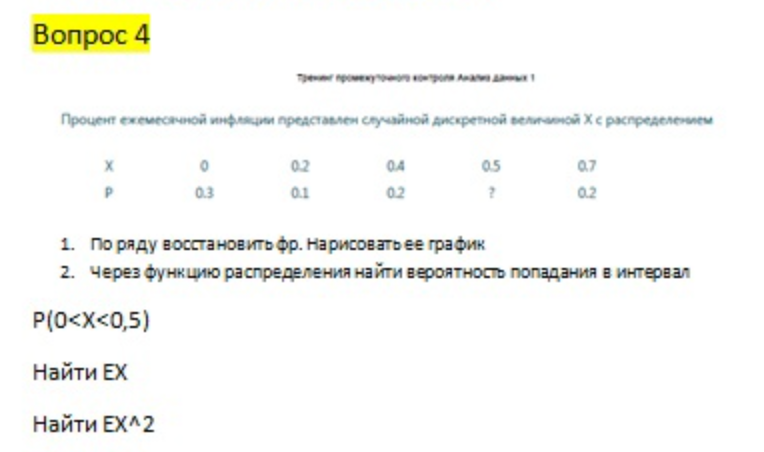 Вопрос 4
Тренинг промежуточного контроля Анализ данных 1
Процент ежемесячной инфляции представлен случайной дискретной величиной X с распределением
X 0 0.2 0.4 0.5 0.7
P 0.3 0.1 0.2 ? 0.2
1. По ряду восстановить фр. Нарисовать ее график
2. Через функцию распределения найти вероятность попадания в интервал
P(0<X<0,5)
Найти EX
Найти EX^2